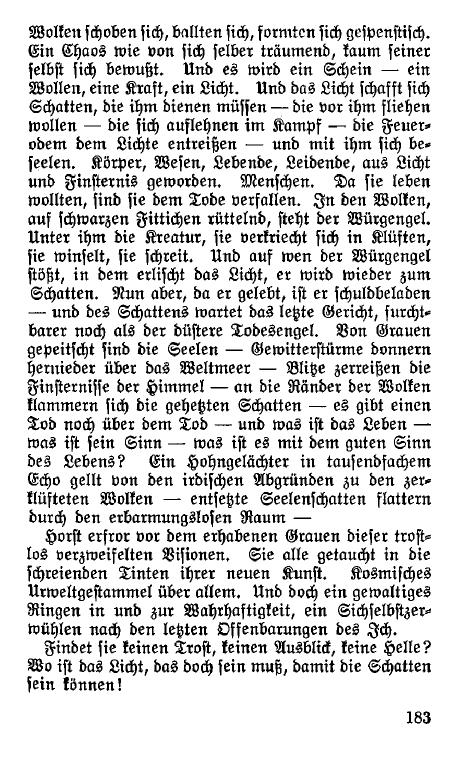 Wolken schoben sich, ballten sich, formten sich gespenstisch.
Ein Chaos wie von sich selber träumend, kaum seiner
selbst sich bewußt. Und es wird ein Schein — ein
Wollen, eine Kraft, ein Licht. Und das Licht schafft sich
Schatten, die ihm dienen müssen — die vor ihm fliehen
wollen — die sich auflehnen im Kampf — die Feuer-
odem dem Lichte entreißen — und mit ihm sich be-
seelen. Körper, Wesen, Lebende, Leidende, aus Licht
und Finsternis geworden. Menschen. Da sie leben
wollten, sind sie dem Tode verfallen. In den Wolken,
auf schwarzen Fittichen rüttelnd, steht der Würgengel.
Unter ihm die Kreatur, sie verkriecht sich in Klüften,
sie winselt, sie schreit. Und auf wen der Würgengel
stößt, in dem erlischt das Licht, er wird wieder zum
Schatten. Nun aber, da er gelebt, ist er schuldbeladen
— und des Schattens wartet das letzte Gericht, furcht-
barer noch als der düstere Todesengel. Von Grauen
gepeitscht sind die Seelen — Gewitterstürme donnern
hernieder über das Weltmeer — Blitze zerreißen die
Finsternisse der Himmel — an die Ränder der Wolken
klammern sich die gehetzten Schatten — es gibt einen
Tod noch über dem Tod — und was ist das Leben —
was ist sein Sinn — was ist es mit dem guten Sinn
des Lebens? Ein Hohngelächter in tausendfachem
Echo gellt von den irdischen Abgründen zu den zer-
klüfteten Wolken — entsetzte Seelenschatten flattern
durch den erbarmungslosen Raum —
Horst erfror vor dem erhabenen Grauen dieser trost-
los verzweifelten Visionen. Sie alle getaucht in die
schreienden Tinten ihrer neuen Kunst. Kosmisches
Urweltgestammel über allem. Und doch ein gewaltiges
Ringen in und zur Wahrhaftigkeit, ein Sichselbstzer-
wühlen nach den letzten Offenbarungen des Ich.
Findet sie keinen Trost, keinen Ausblick, keine Helle?
Wo ist das Licht, das doch sein muß, damit die Schatten
sein können!
183